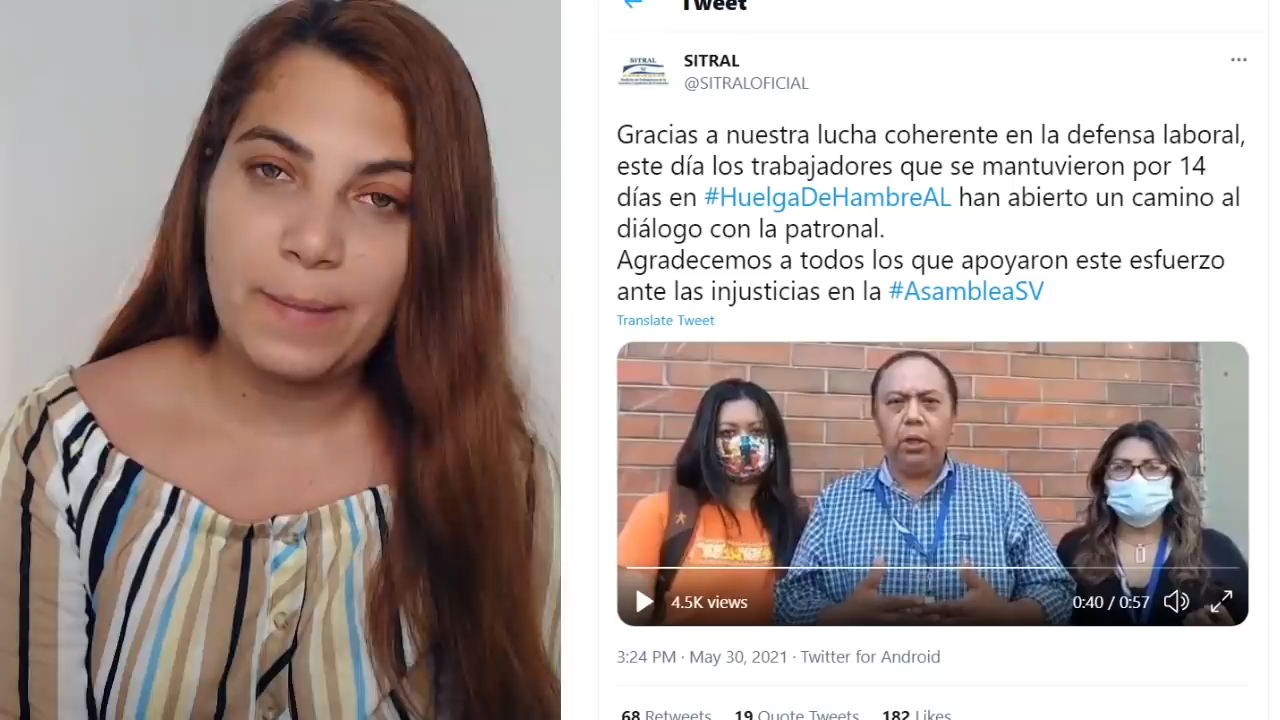 Tweet
SITRAL
SITRAL
@SITRALOFICIAL
Gracias a nuestra lucha coherente en la defensa laboral,
este día los trabajadores que se mantuvieron por 14
días en #HuelgaDeHambreAL han abierto un camino al
diálogo con la patronal.
Agradecemos a todos los que apoyaron este esfuerzo
ante las injusticias en la #AsambleaSV
Translate Tweet
4.5K views
0:40 / 0:57
3:24 PM · May 30, 2021 · Twitter for Android
68 Retweets 19 Quote Tweets 182 Likes